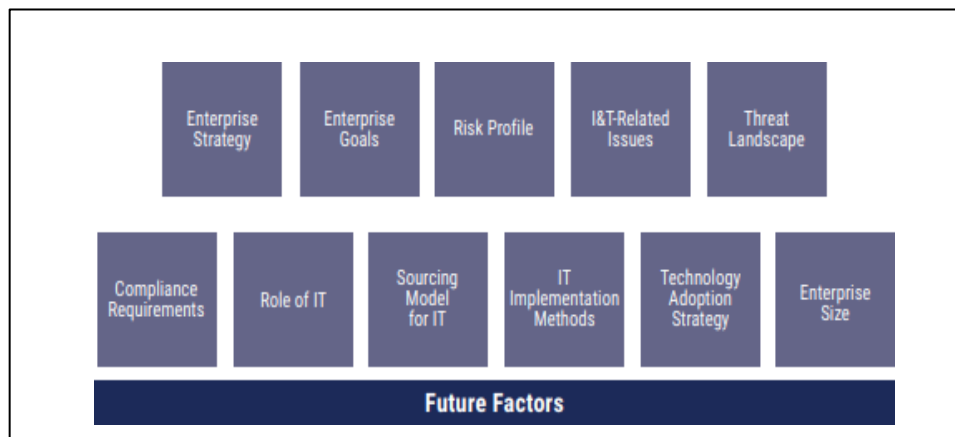 Enterprise
Strategy
Enterprise
Goals
Risk Profile
I&T-Related
Issues
Threat
Landscape
Compliance
Requirements
Role of IT
Sourcing
Model
for IT
IT
Implementation
Methods
Technology
Adoption
Strategy
Enterprise
Size
Future Factors